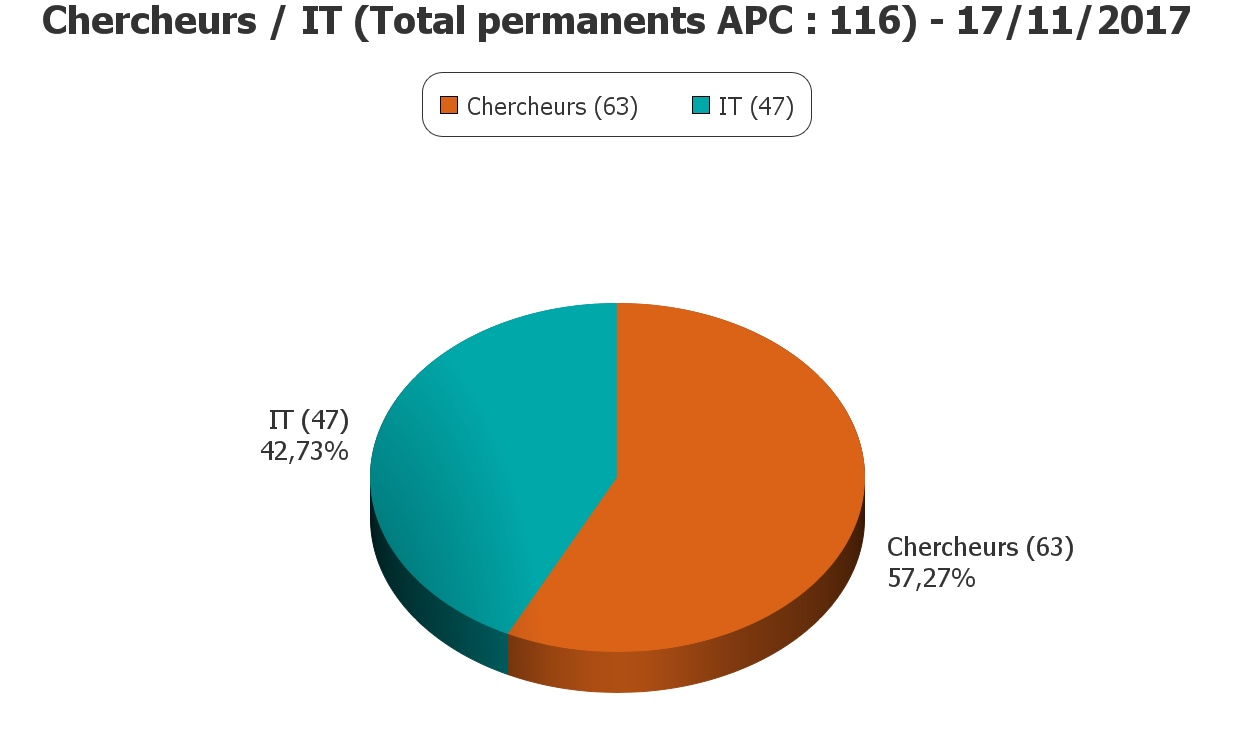 Chercheurs / IT (Total permanents APC : 116) - 17/11/2017
Chercheurs (63)
IT (47)
IT (47)
42,73%
Chercheurs (63)
57,27%